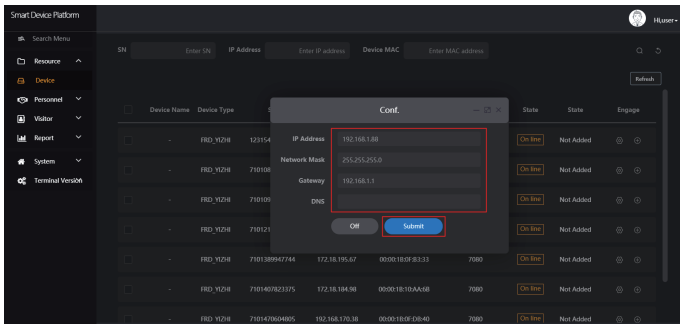 Smart Device Platform
Hi,user
Search Menu
SN Enter SN IP Address Enter IP address Device MAC Enter MAC address
Resource
Device
Refresh
Personnel
Device Name Device Type S Conf. State State Engage
Visitor
- FRD_YIZHI 123154 IP Address 192.168.1.88 On line Not Added
Report
Network Mask 255.255.255.0
System
- FRD_YIZHI 710108 On line Not Added
Gateway 192.168.1.1
Terminal Version
- FRD_YIZHI 710109 DNS On line Not Added
- FRD_YIZHI 710121 Off Submit On line Not Added
- FRD_YIZHI 7101389947744 172.18.195.67 00:00:18:0F:B3:33 7080 On line Not Added
- FRD_YIZHI 7101407823375 172.18.184.98 00:00:18:10:AA:6B 7080 On line Not Added
- FRD_YIZHI 7101470604805 192.168.170.38 00:00:18:0F:D8:40 7080 On line Not Added